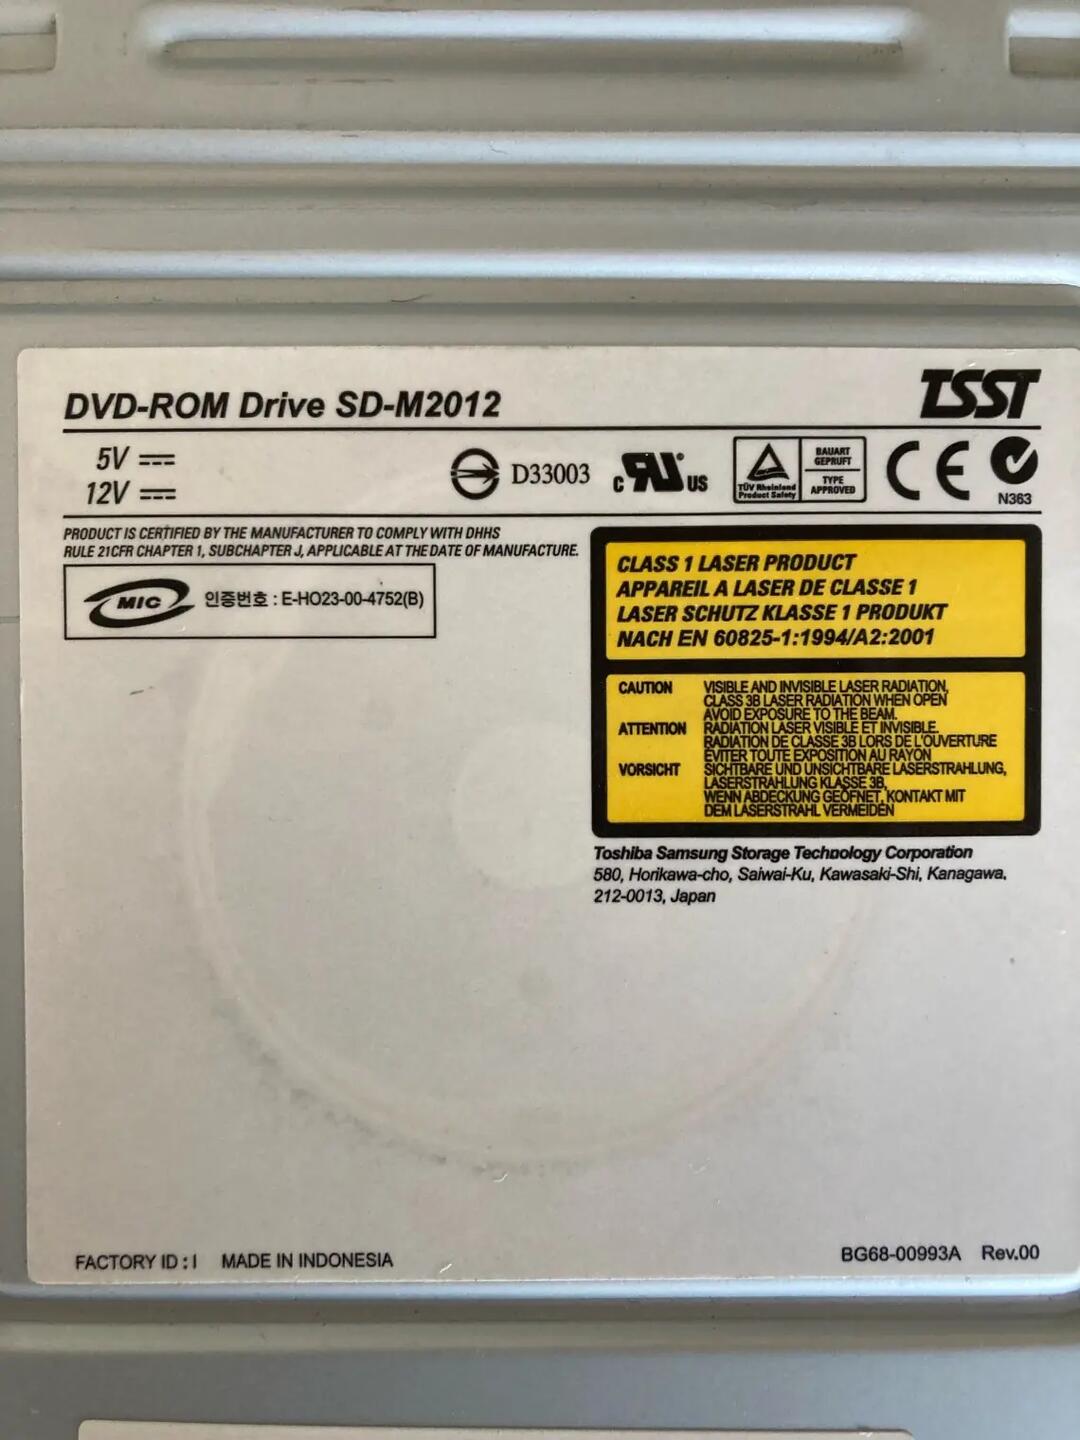 DVD-ROM Drive SD-M2012
TSST
5V
12V
D33003
c RU US
TÜV Rheinland
Product Safety
BAUART
GEPRUFT
TYPE
APPROVED
CE
N363
PRODUCT IS CERTIFIED BY THE MANUFACTURER TO COMPLY WITH DHHS
RULE 21CFR CHAPTER 1, SUBCHAPTER J, APPLICABLE AT THE DATE OF MANUFACTURE.
MIC 인증번호 : E-HO23-00-4752(B)
CLASS 1 LASER PRODUCT
APPAREIL A LASER DE CLASSE 1
LASER SCHUTZ KLASSE 1 PRODUKT
NACH EN 60825-1:1994/A2:2001
CAUTION VISIBLE AND INVISIBLE LASER RADIATION,
CLASS 3B LASER RADIATION WHEN OPEN
AVOID EXPOSURE TO THE BEAM.
ATTENTION RADIATION LASER VISIBLE ET INVISIBLE.
RADIATION DE CLASSE 3B LORS DE L'OUVERTURE
EVITER TOUTE EXPOSITION AU RAYON
VORSICHT SICHTBARE UND UNSICHTBARE LASERSTRAHLUNG,
LASERSTRAHLUNG KLASSE 3B,
WENN ABDECKUNG GEÖFNET, KONTAKT MIT
DEM LASERSTRAHL VERMEIDEN
Toshiba Samsung Storage Technology Corporation
580, Horikawa-cho, Saiwai-Ku, Kawasaki-Shi, Kanagawa.
212-0013, Japan
FACTORY ID : I MADE IN INDONESIA
BG68-00993A Rev.00